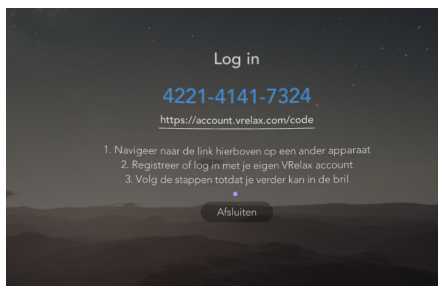 Log in
4221-4141-7324
https://account.vrelax.com/code
1. Navigeer naar de link hierboven op een ander apparaat
2. Registreer of log in met je eigen VRelax account
3. Volg de stappen totdat je verder kan in de bril
Afsluiten